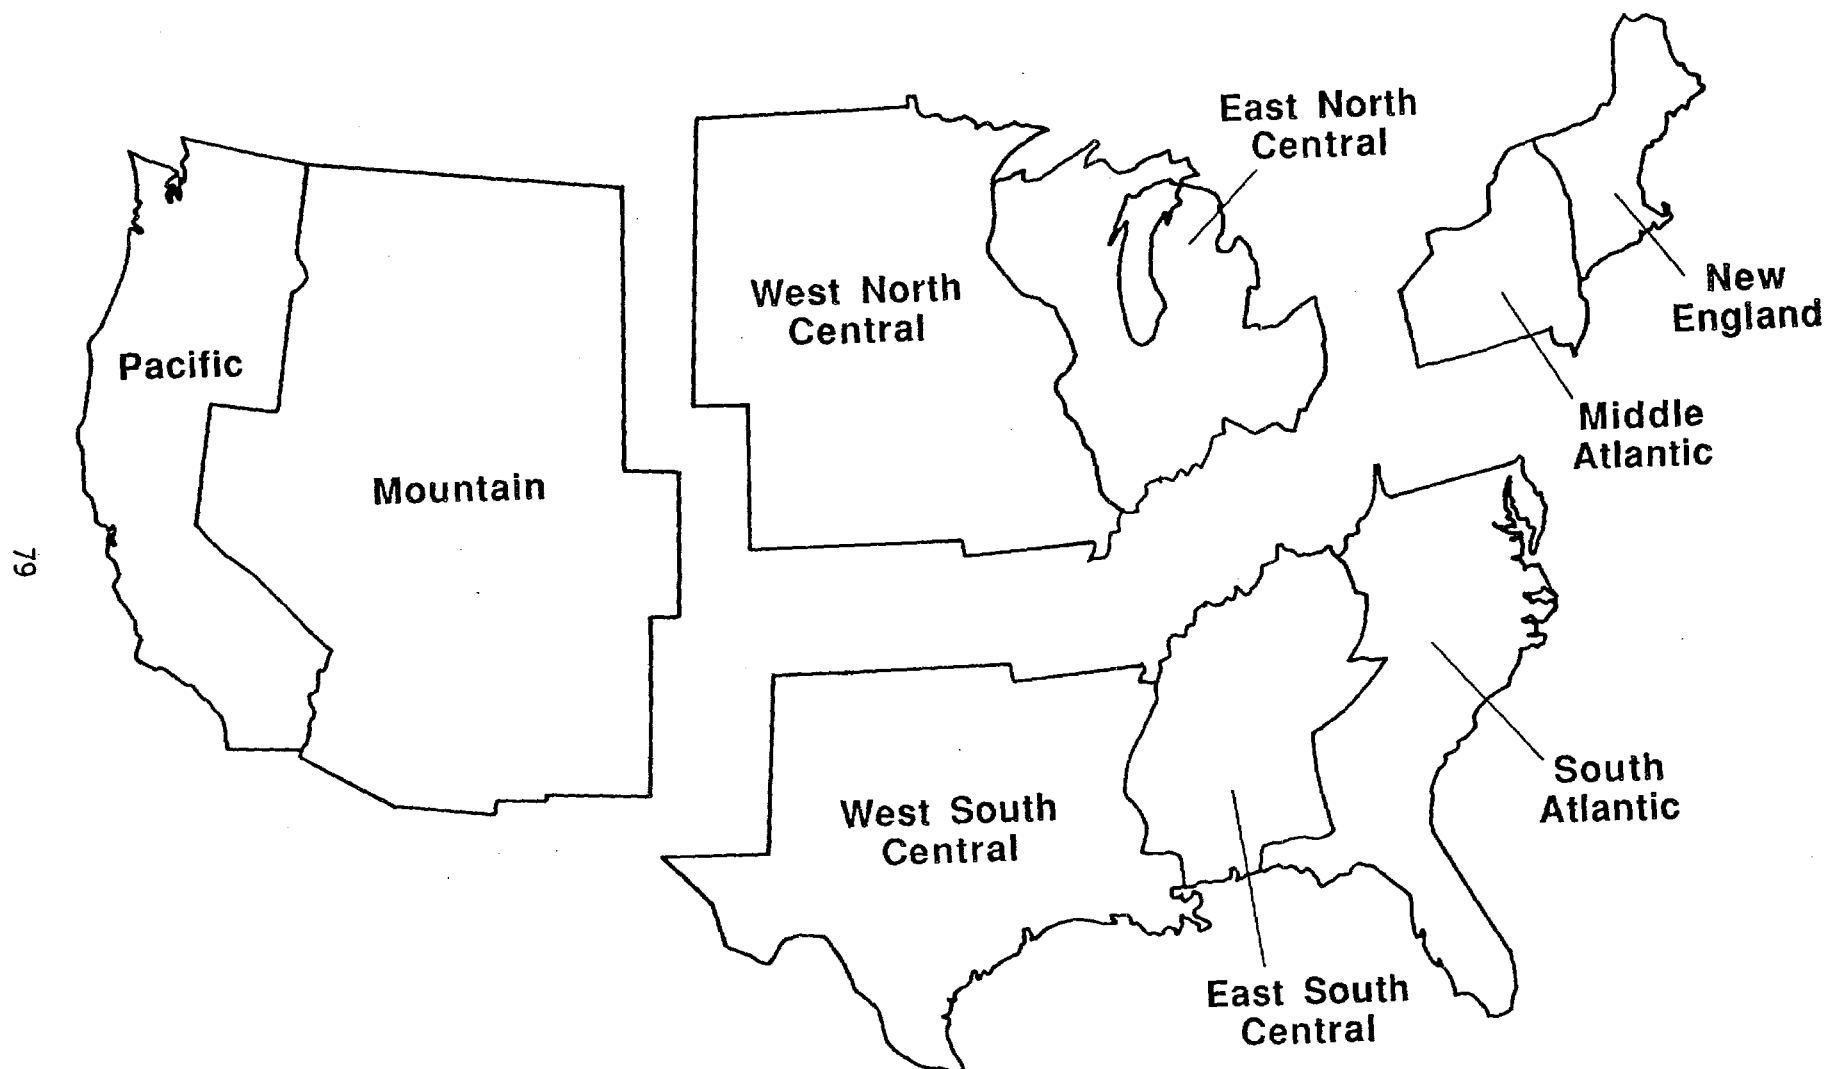 East North
Central
New
England
West North
Central
Pacific
Middle
Atlantic
Mountain
79
South
Atlantic
West South
Central
East South
Central